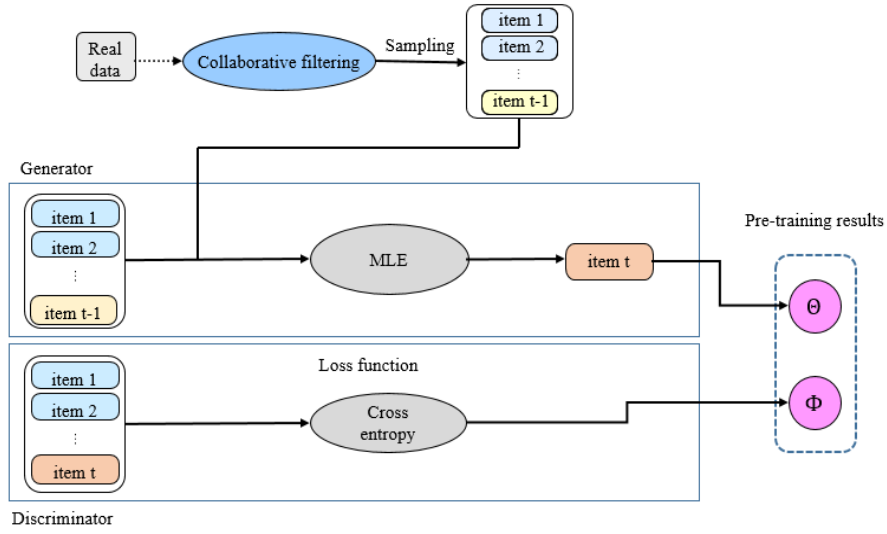 Real
data
Collaborative filtering
Sampling
item 1
item 2
⋮
item t-1
Generator
item 1
item 2
⋮
item t-1
MLE
item t
Pre-training results
Θ
Φ
item 1
item 2
⋮
item t
Loss function
Cross
entropy
Discriminator